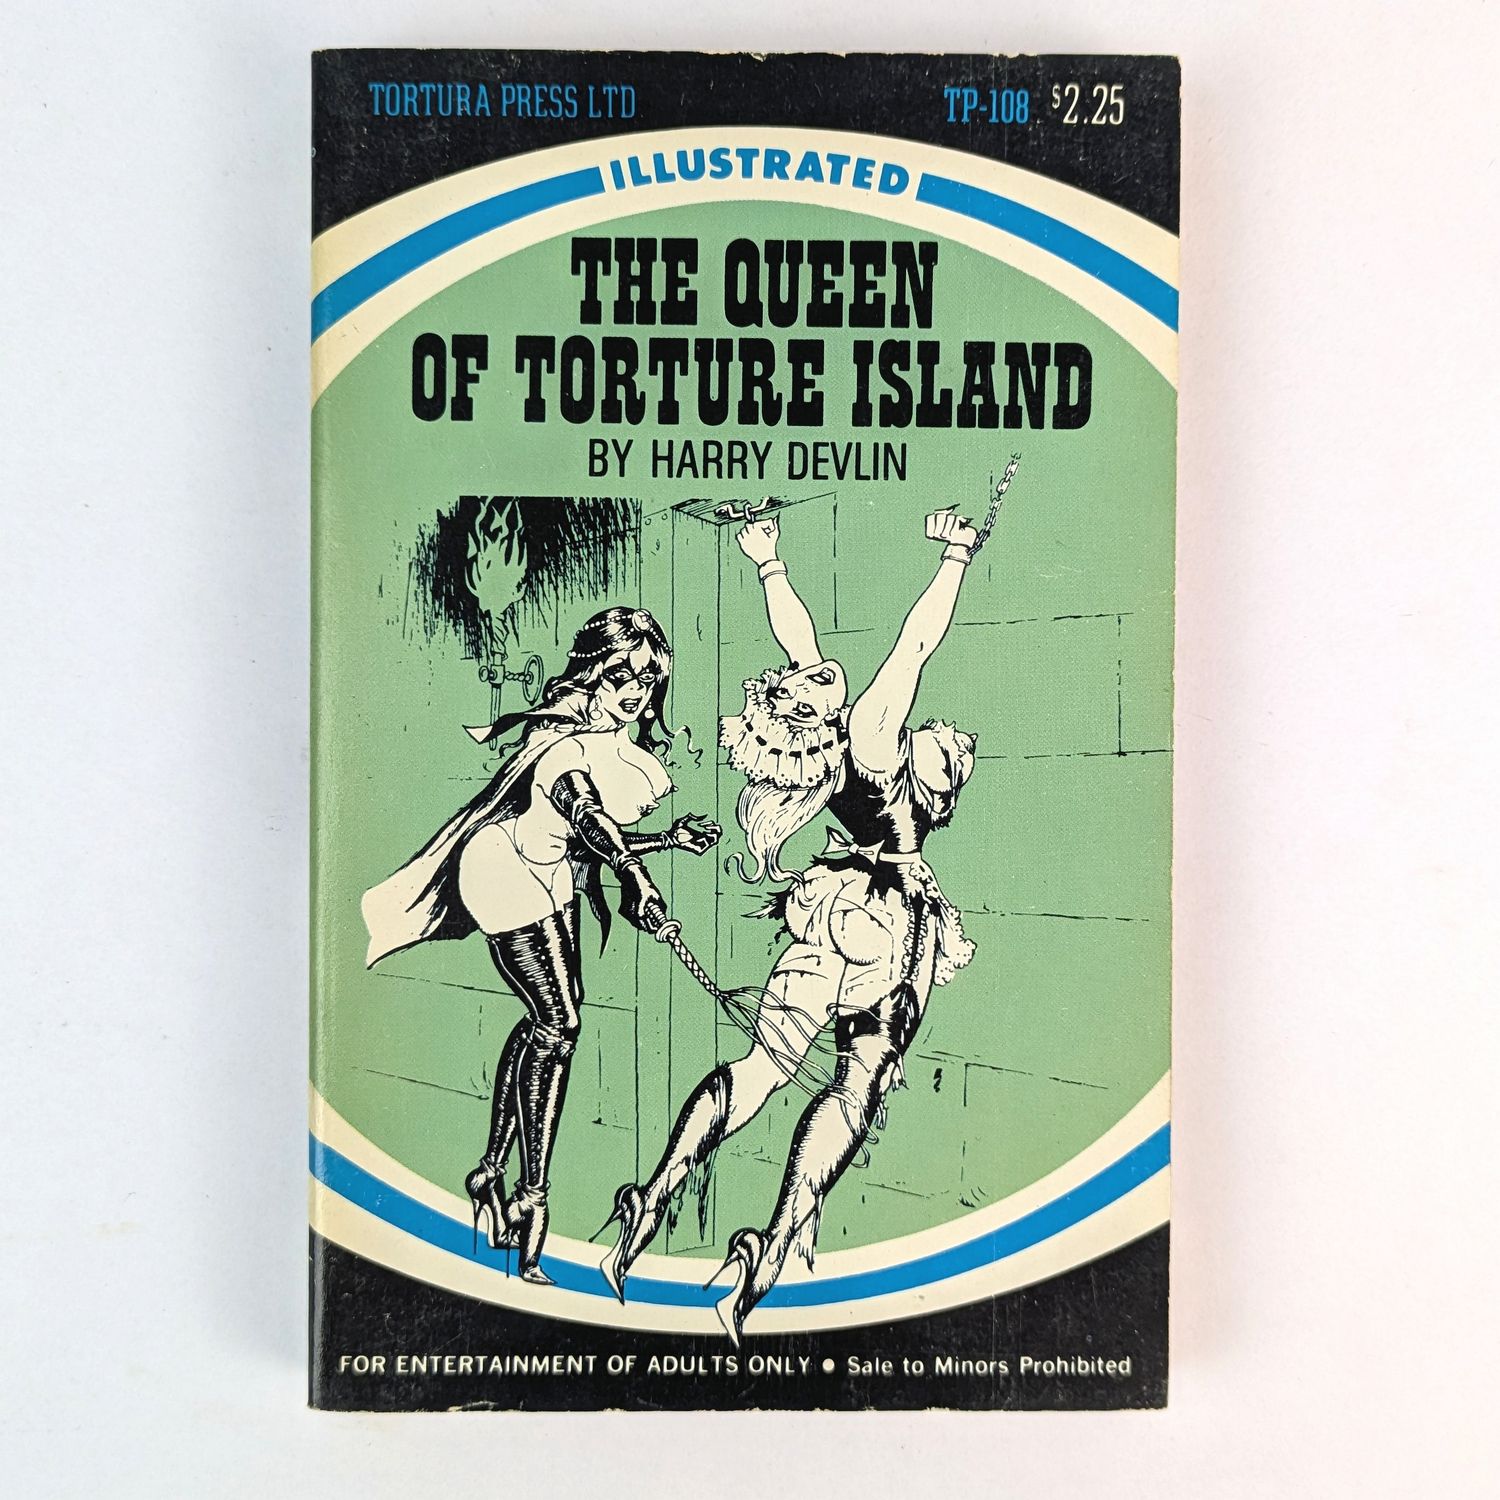 TORTURA PRESS LTD
TP-108 $2.25
ILLUSTRATED
THE QUEEN
OF TORTURE ISLAND
BY HARRY DEVLIN
FOR ENTERTAINMENT OF ADULTS ONLY • Sale to Minors Prohibited